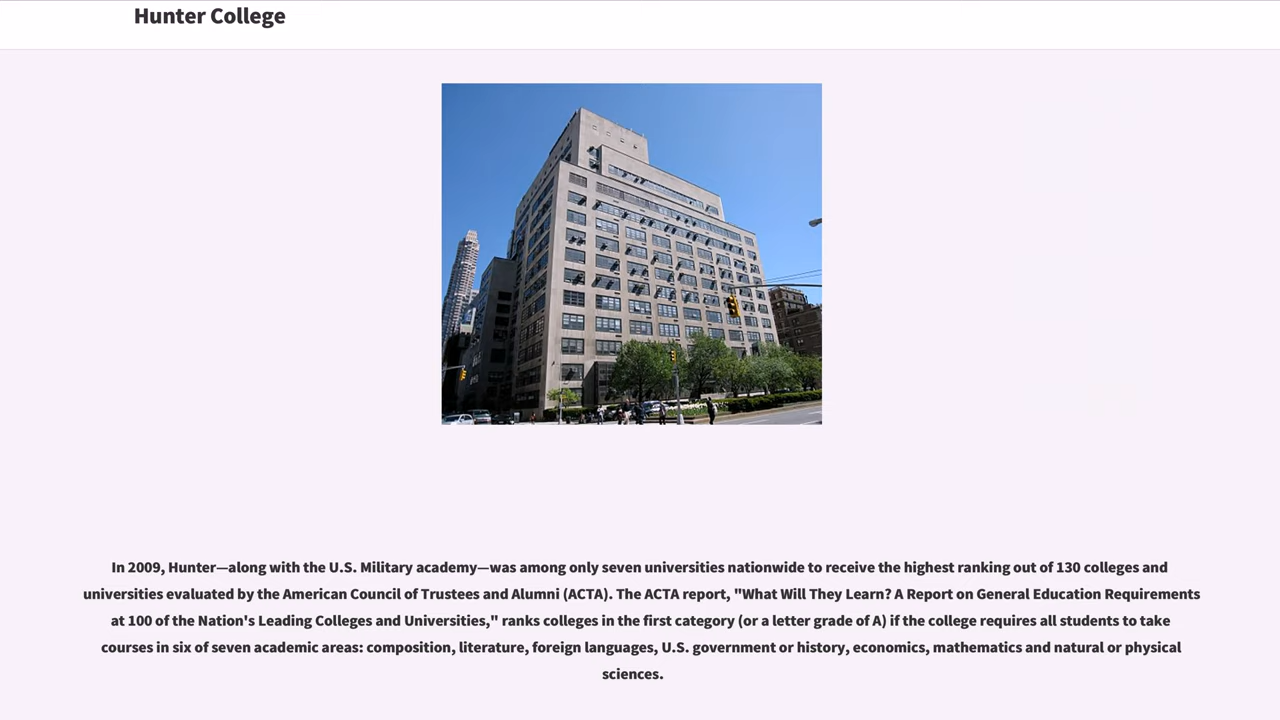 Hunter College
In 2009, Hunter—along with the U.S. Military academy—was among only seven universities nationwide to receive the highest ranking out of 130 colleges and
universities evaluated by the American Council of Trustees and Alumni (ACTA). The ACTA report, "What Will They Learn? A Report on General Education Requirements
at 100 of the Nation's Leading Colleges and Universities," ranks colleges in the first category (or a letter grade of A) if the college requires all students to take
courses in six of seven academic areas: composition, literature, foreign languages, U.S. government or history, economics, mathematics and natural or physical
sciences.